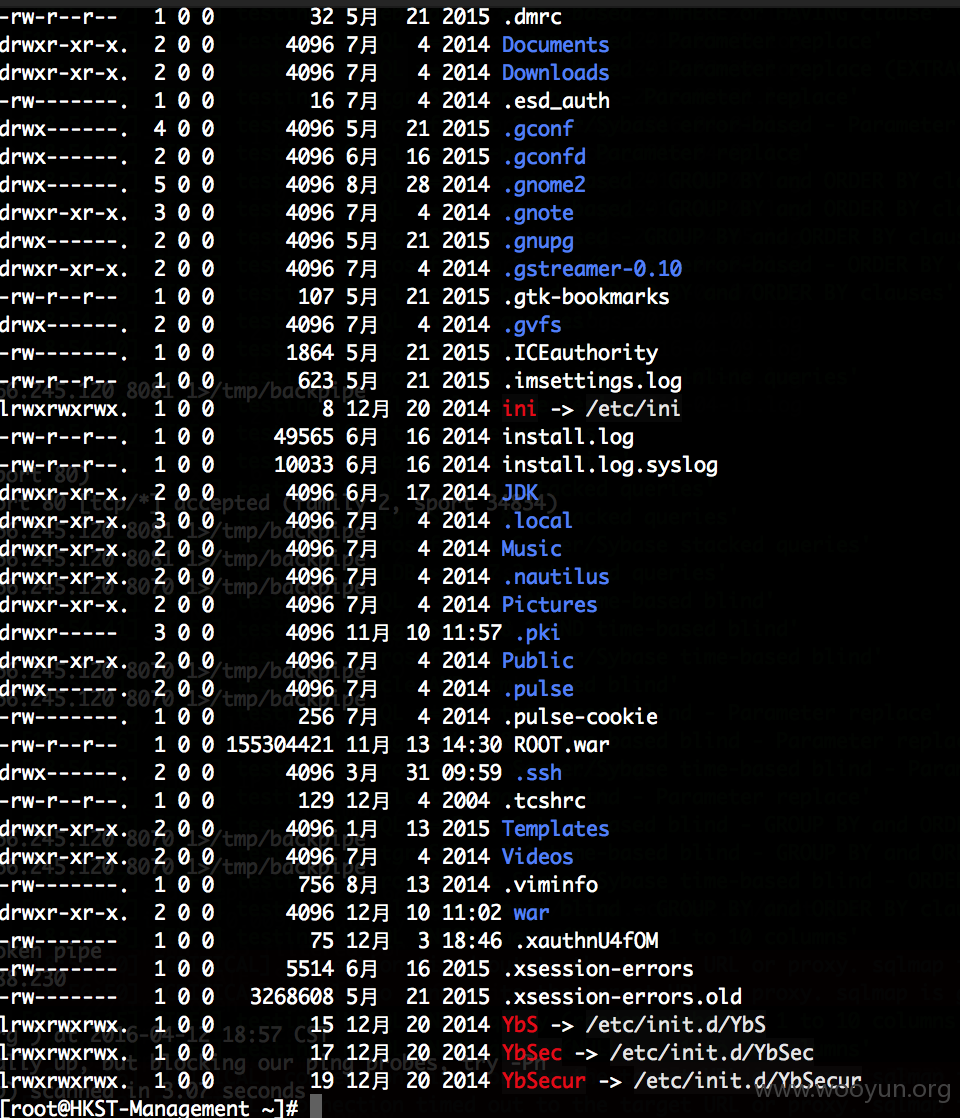 -rw-r--r-- 1 0 0 32 5月 21 2015 .dmrc
drwxr-xr-x. 2 0 0 4096 7月 4 2014 Documents
drwxr-xr-x. 2 0 0 4096 7月 4 2014 Downloads
-rw-------. 1 0 0 16 7月 4 2014 .esd_auth
drwx------. 4 0 0 4096 5月 21 2015 .gconf
drwx------. 2 0 0 4096 6月 16 2015 .gconfd
drwx------. 5 0 0 4096 8月 28 2014 .gnome2
drwxr-xr-x. 3 0 0 4096 7月 4 2014 .gnote
drwx------. 2 0 0 4096 5月 21 2015 .gnupg
drwxr-xr-x. 2 0 0 4096 7月 4 2014 .gstreamer-0.10
-rw-r--r-- 1 0 0 107 5月 21 2015 .gtk-bookmarks
drwx------. 2 0 0 4096 7月 4 2014 .gvfs
-rw-------. 1 0 0 1864 5月 21 2015 .ICEauthority
-rw-r--r--. 1 0 0 623 5月 21 2015 .imsettings.log
lrwxrwxrwx. 1 0 0 8 12月 20 2014 ini -> /etc/ini
-rw-r--r--. 1 0 0 49565 6月 16 2014 install.log
-rw-r--r--. 1 0 0 10033 6月 16 2014 install.log.syslog
drwxr-xr-x. 2 0 0 4096 6月 17 2014 JDK
drwxr-xr-x. 3 0 0 4096 7月 4 2014 .local
drwxr-xr-x. 2 0 0 4096 7月 4 2014 Music
drwxr-xr-x. 2 0 0 4096 7月 4 2014 .nautilus
drwxr-xr-x. 2 0 0 4096 7月 4 2014 Pictures
drwxr----- 3 0 0 4096 11月 10 11:57 .pki
drwxr-xr-x. 2 0 0 4096 7月 4 2014 Public
drwx------. 2 0 0 4096 7月 4 2014 .pulse
-rw-------. 1 0 0 256 7月 4 2014 .pulse-cookie
-rw-r--r-- 1 0 0 155304421 11月 13 14:30 ROOT.war
drwx------. 2 0 0 4096 3月 31 09:59 .ssh
-rw-r--r--. 1 0 0 129 12月 4 2004 .tcshrc
drwxr-xr-x. 2 0 0 4096 1月 13 2015 Templates
drwxr-xr-x. 2 0 0 4096 7月 4 2014 Videos
-rw-------. 1 0 0 756 8月 13 2014 .viminfo
drwxr-xr-x. 2 0 0 4096 12月 10 11:02 war
-rw------- 1 0 0 75 12月 3 18:46 .xauthnU4fOM
-rw-------. 1 0 0 5514 6月 16 2015 .xsession-errors
-rw-------. 1 0 0 3268608 5月 21 2015 .xsession-errors.old
lrwxrwxrwx. 1 0 0 15 12月 20 2014 YbS -> /etc/init.d/YbS
lrwxrwxrwx. 1 0 0 17 12月 20 2014 YbSec -> /etc/init.d/YbSec
lrwxrwxrwx. 1 0 0 19 12月 20 2014 YbSecur -> /etc/init.d/YbSecur
www.wooyun.org
[root@HKST-Management ~]#